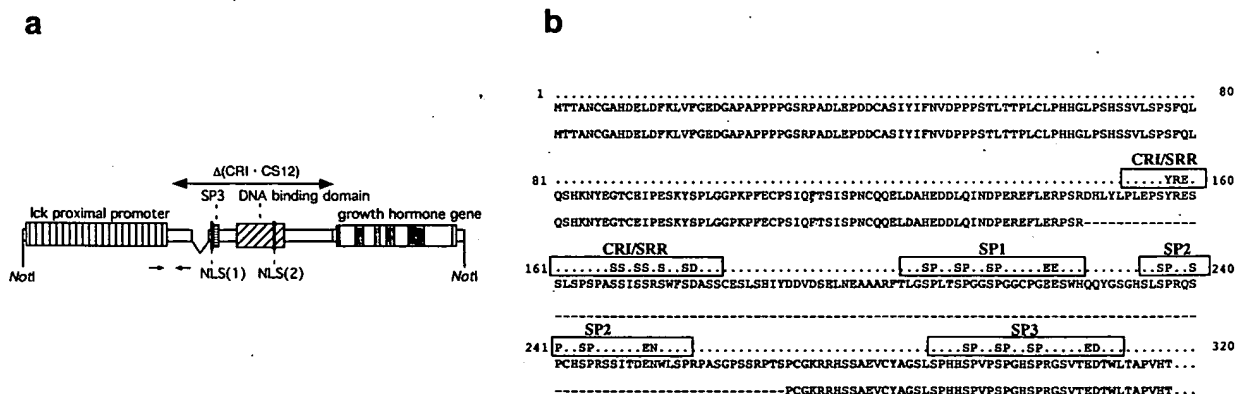 a
Δ(CRI · CS12)
SP3 DNA binding domain
lck proximal promoter
growth hormone gene
NotI
NLS(1)
NLS(2)
NotI
b
1 80
MTTANCGAHDELDFKLVFGEDGAPAPPPPGSRPADLEPDDCASIYIFNVDPPPSTLTTPLCLPHHGLPSHSSVLSPSFQL
MTTANCGAHDELDFKLVFGEDGAPAPPPPGSRPADLEPDDCASIYIFNVDPPPSTLTTPLCLPHHGLPSHSSVLSPSFQL
CRI/SRR
81 .....YRE. 160
QSHKNYEGTCEIPESKYSPLGGPKPFECPSIQFTSISPNCQQELDAHEDDLQINDPEREFLERPSRDHLYLPLEPSYRES
QSHKNYEGTCEIPESKYSPLGGPKPFECPSIQFTSISPNCQQELDAHEDDLQINDPEREFLERPSR---------------
CRI/SRR SP1 SP2
161 .......SS.SS.S..SD... ..SP..SP..SP.....EE... ..SP..S 240
SLSPSPASSISSRSWFSDASSCESLSHIYDDVDSELNEAAARFTLGSPLTSPGGSPGGCPGEESWHQQYGSGHSLSPRQS
--------------------------------------------------------------------------------
SP2 SP3
241 P..SP......EN.... ....SP..SP..SP.....ED... 320
PCHSPRSSITDENWLSPRPASGPSSRPTSPCGKRRHSSAEVCYAGSLSPHHSPVPSPGHSPRGSVTEDTWLTAPVHT...
-----------------------------PCGKRRHSSAEVCYAGSLSPHHSPVPSPGHSPRGSVTEDTWLTAPVHT...